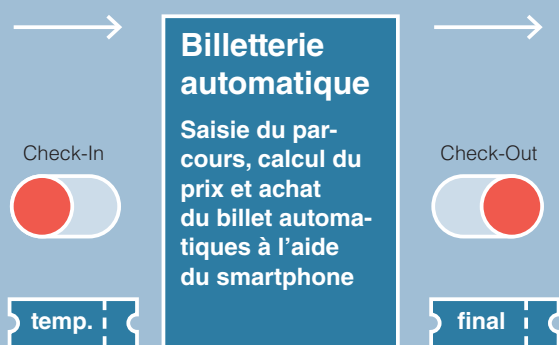 Billetterie
automatique
Saisie du par-
cours, calcul du
prix et achat
du billet automa-
tiques à l'aide
du smartphone
Check-In
Check-Out
temp.
final